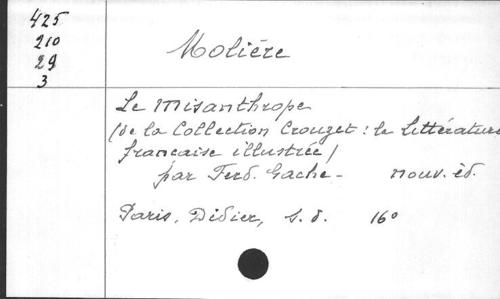 425
210
29
3
Molière
Le Misanthrope
(de la Collection Crouzet : la littérature
française illustrée)
par Ferd. Gache - nouv. éd.
Paris, Didier, s. d. 16°